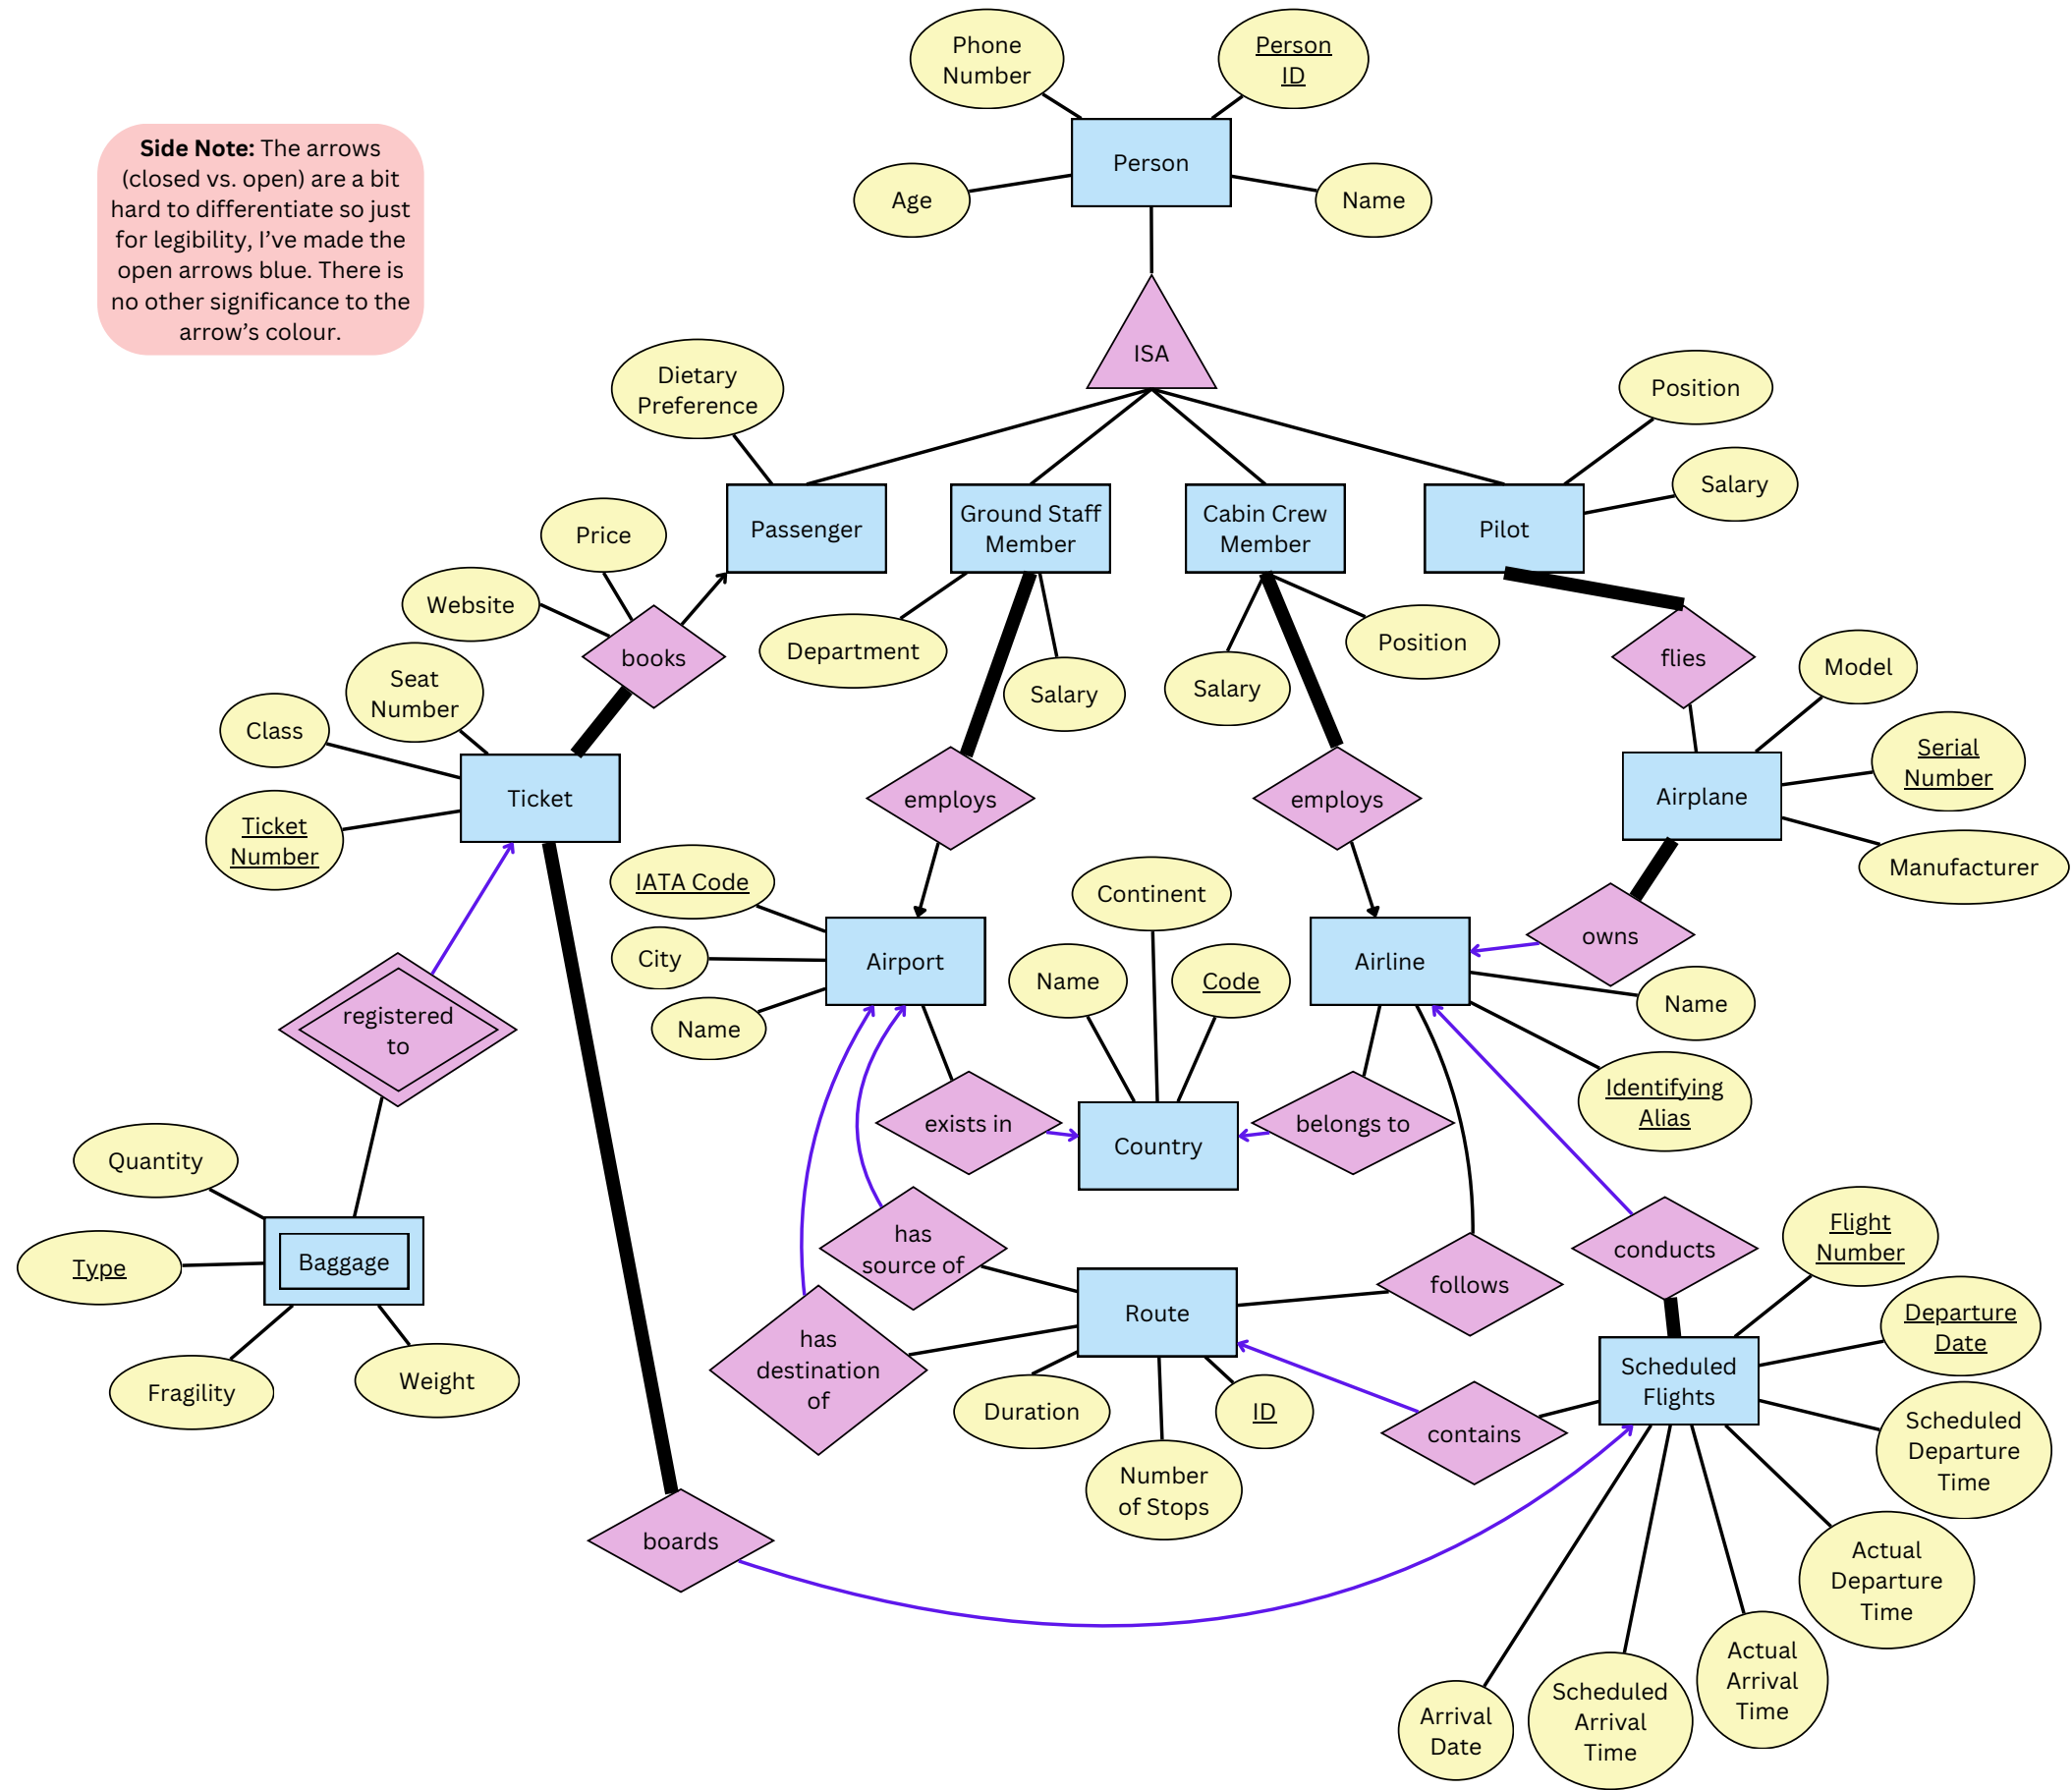 Phone
Number
Person
ID
Person
Age
Name
Side Note: The arrows
(closed vs. open) are a bit
hard to differentiate so just
for legibility, I’ve made the
open arrows blue. There is
no other significance to the
arrow’s colour.
ISA
Dietary
Preference
Position
Salary
Passenger
Ground Staff
Member
Cabin Crew
Member
Pilot
Price
Website
books
Department
Salary
Salary
Position
flies
Model
Seat
Number
Class
Ticket
Number
Ticket
employs
employs
Airplane
Serial
Number
Manufacturer
IATA Code
City
Name
Airport
Continent
Name
Code
Airline
owns
Name
Identifying
Alias
registered
to
exists in
Country
belongs to
Quantity
Type
Baggage
Fragility
Weight
has
source of
has
destination
of
Route
follows
conducts
Flight
Number
Departure
Date
Scheduled
Flights
Scheduled
Departure
Time
Duration
Number
of Stops
ID
contains
boards
Actual
Departure
Time
Actual
Arrival
Time
Scheduled
Arrival
Time
Arrival
Date